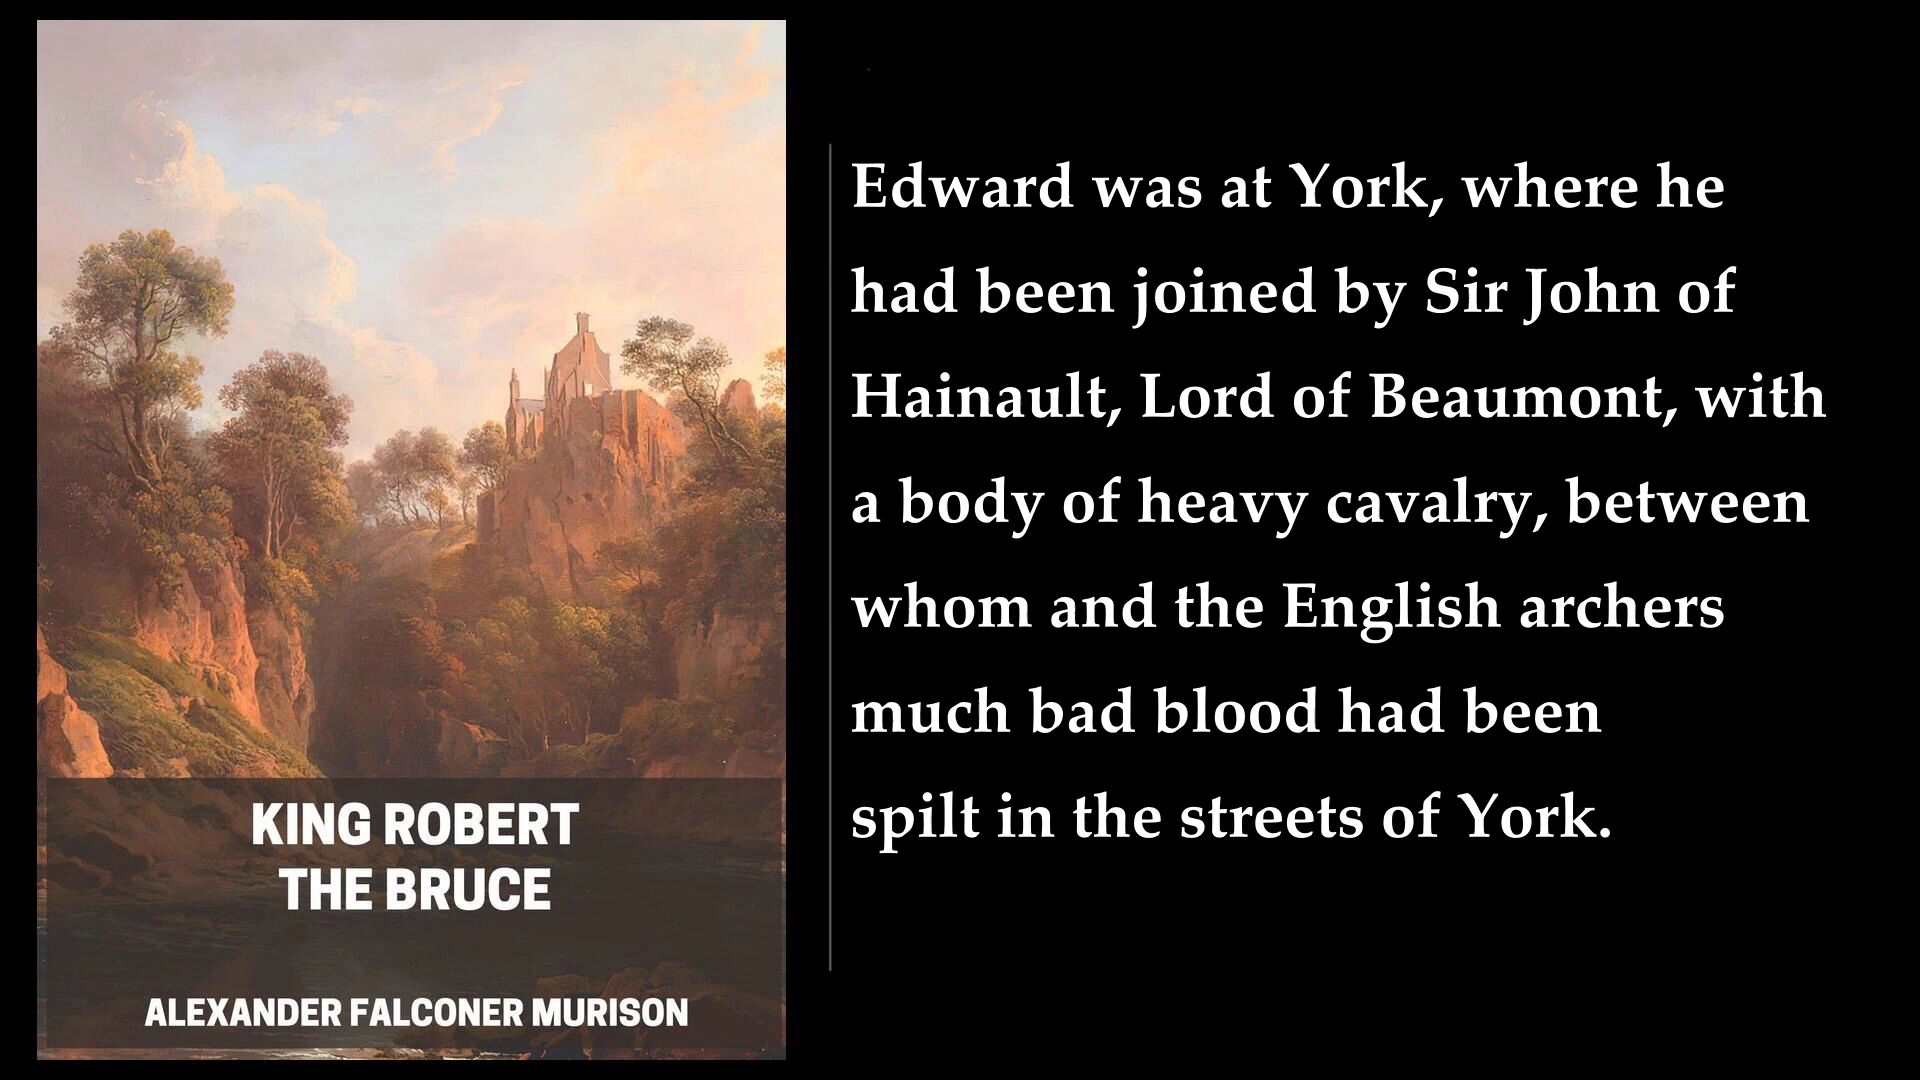 KING ROBERT
THE BRUCE
ALEXANDER FALCONER MURISON
Edward was at York, where he
had been joined by Sir John of
Hainault, Lord of Beaumont, with
a body of heavy cavalry, between
whom and the English archers
much bad blood had been
spilt in the streets of York.